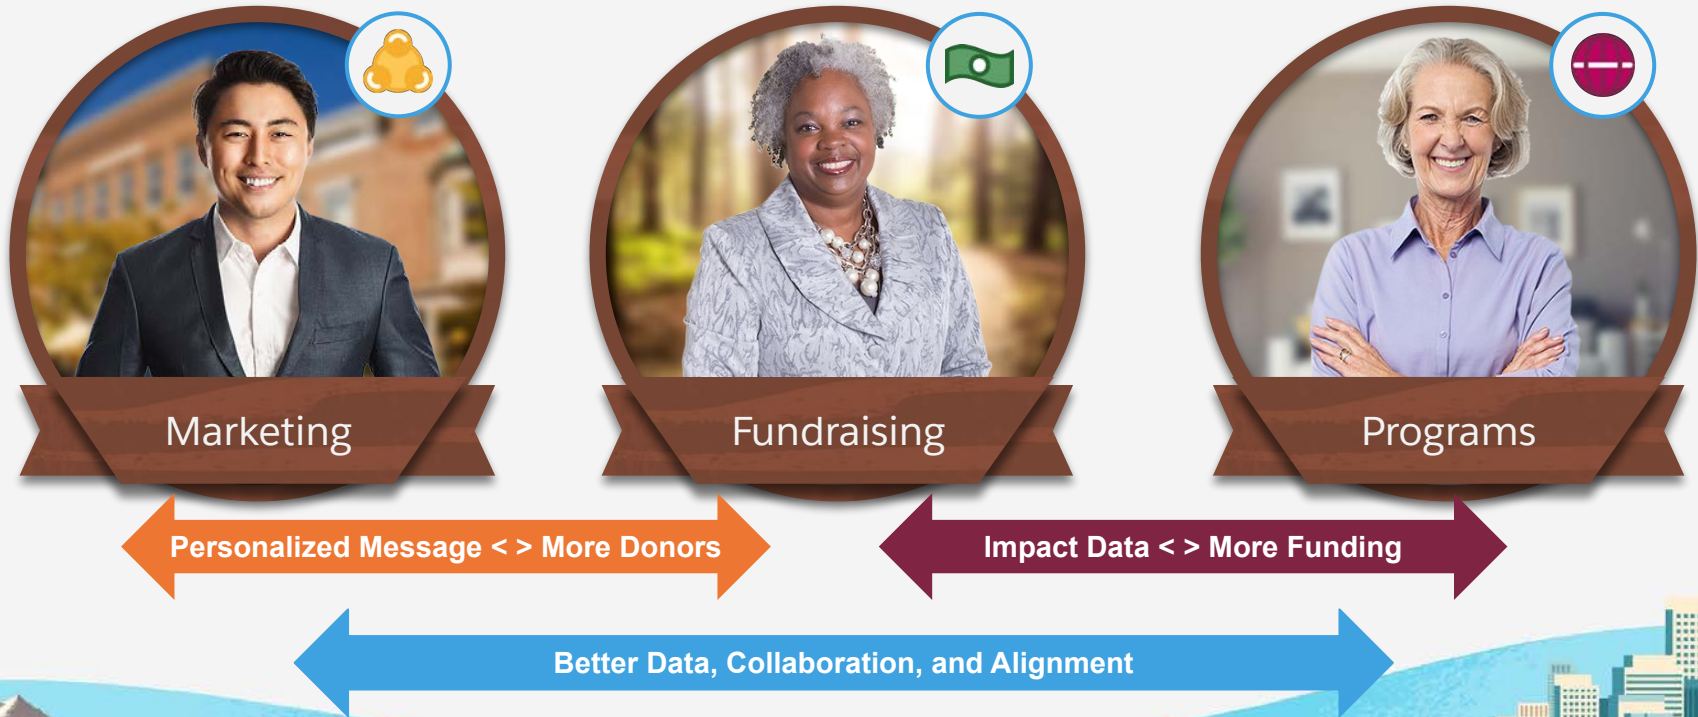 Marketing
Fundraising
Programs
Personalized Message < > More Donors
Impact Data < > More Funding
Better Data, Collaboration, and Alignment